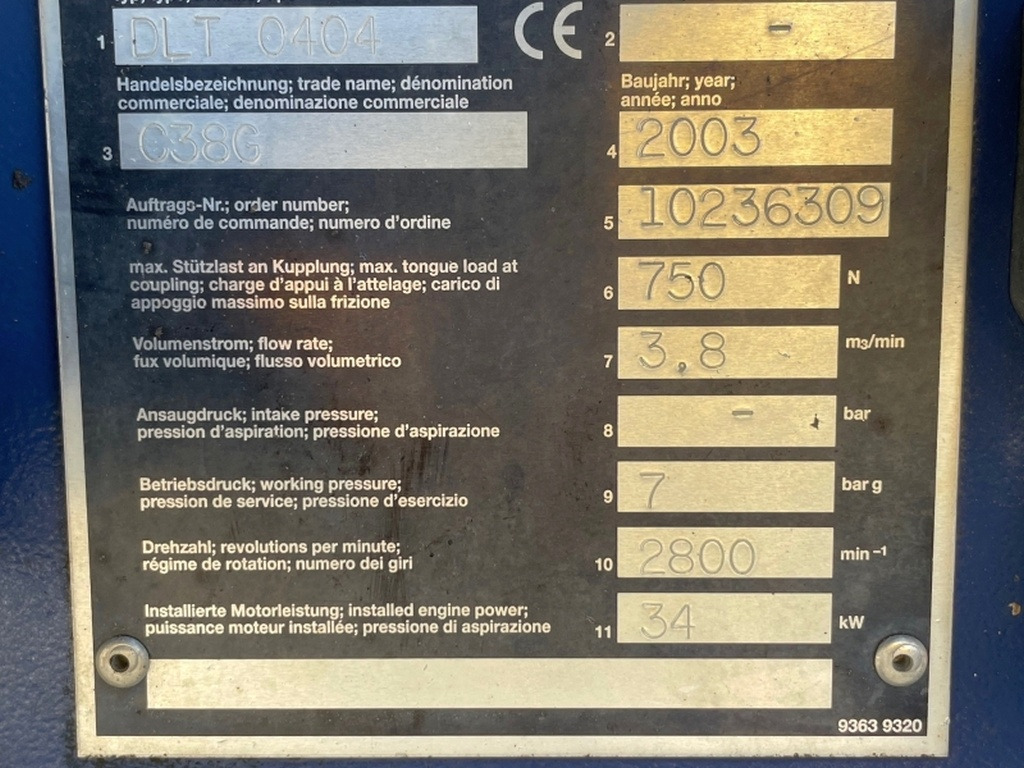 1 DLT 0404
CE
2 -
Handelsbezeichnung; trade name; dénomination
commerciale; denominazione commerciale
3 C38G
Baujahr; year;
année; anno
4 2003
Auftrags-Nr.; order number;
numéro de commande; numero d'ordine
5 10236309
max. Stützlast an Kupplung; max. tongue load at
coupling; charge d'appui à l'attelage; carico di
appoggio massimo sulla frizione
6 750 N
Volumenstrom; flow rate;
fux volumique; flusso volumetrico
7 3,8 m3/min
Ansaugdruck; intake pressure;
pression d'aspiration; pressione d'aspirazione
8 - bar
Betriebsdruck; working pressure;
pression de service; pressione d'esercizio
9 7 bar g
Drehzahl; revolutions per minute;
régime de rotation; numero dei giri
10 2800 min⁻¹
Installierte Motorleistung; installed engine power;
puissance moteur installée; pressione di aspirazione
11 34 kW
9363 9320